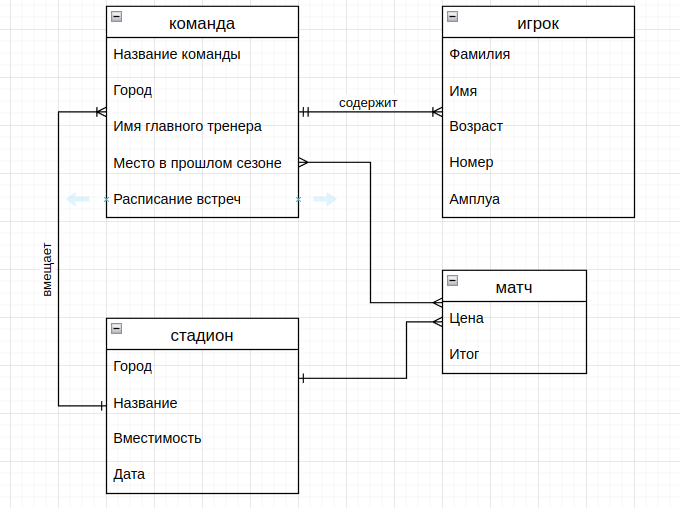 команда
Название команды
Город
Имя главного тренера
Место в прошлом сезоне
Расписание встреч
содержит
игрок
Фамилия
Имя
Возраст
Номер
Амплуа
вмещает
матч
Цена
Итог
стадион
Город
Название
Вместимость
Дата